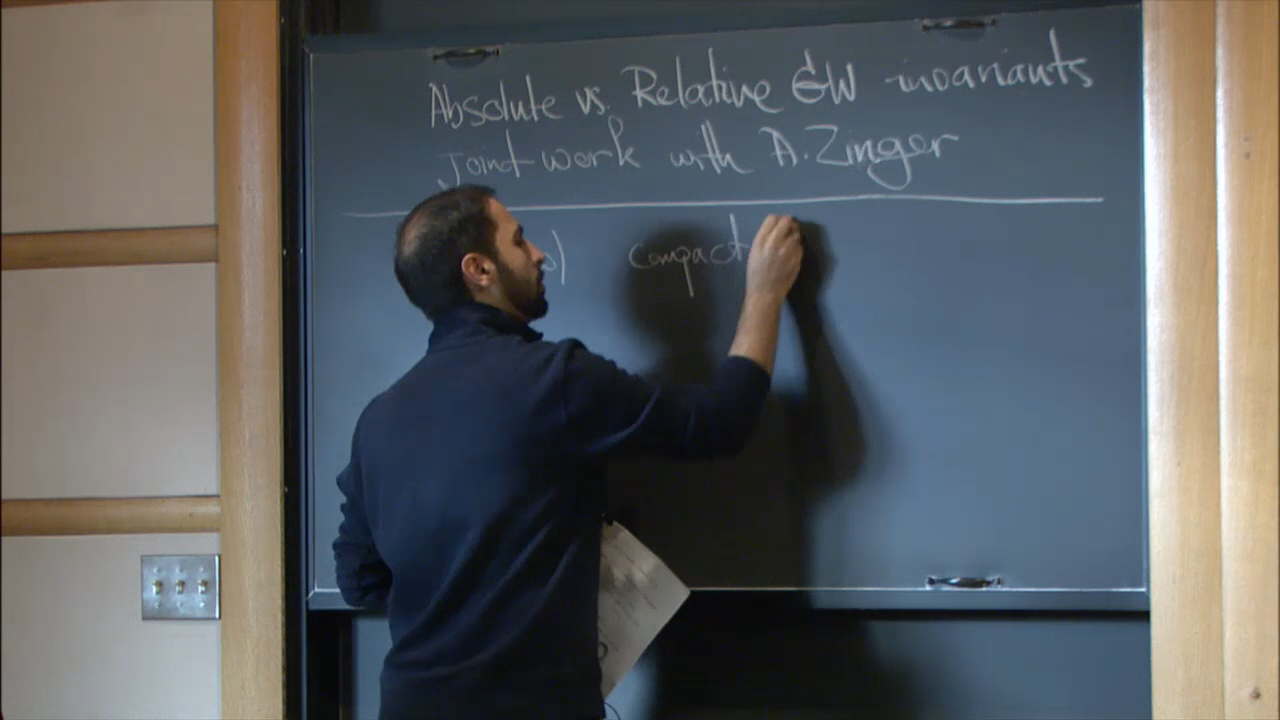 Absolute vs. Relative GW invariants
Joint work with A. Zinger
ω) compact